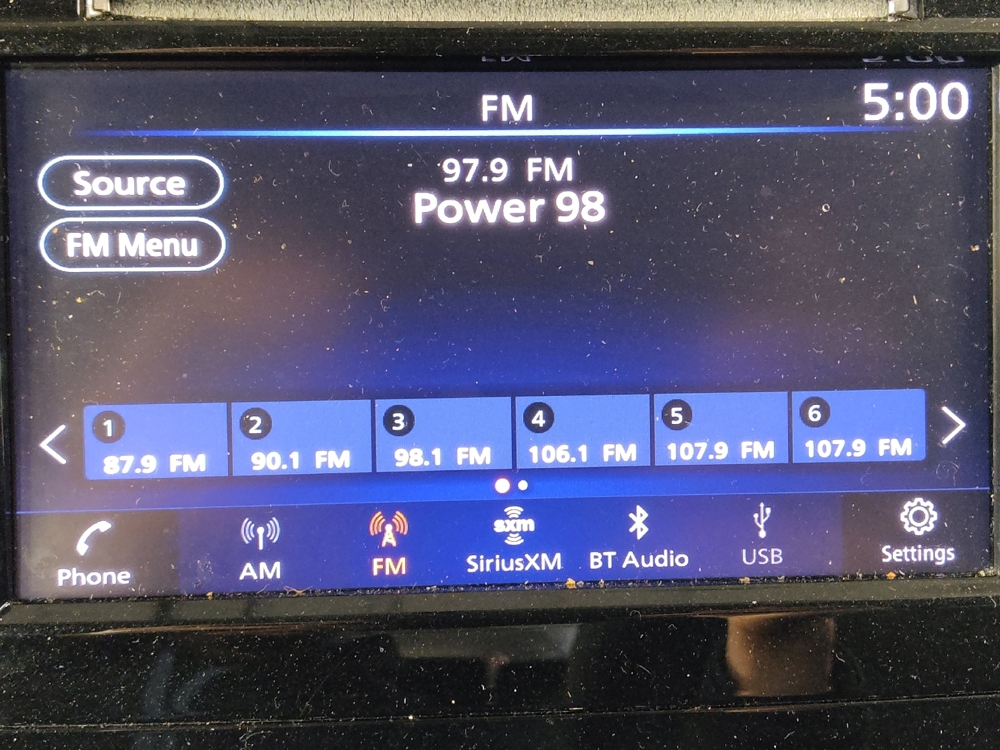 FM
5:00
Source
97.9 FM
Power 98
FM Menu
1
2
3
4
5
6
87.9 FM
90.1 FM
98.1 FM
106.1 FM
107.9 FM
107.9 FM
Phone
AM
FM
sxm
SiriusXM
BT Audio
USB
Settings